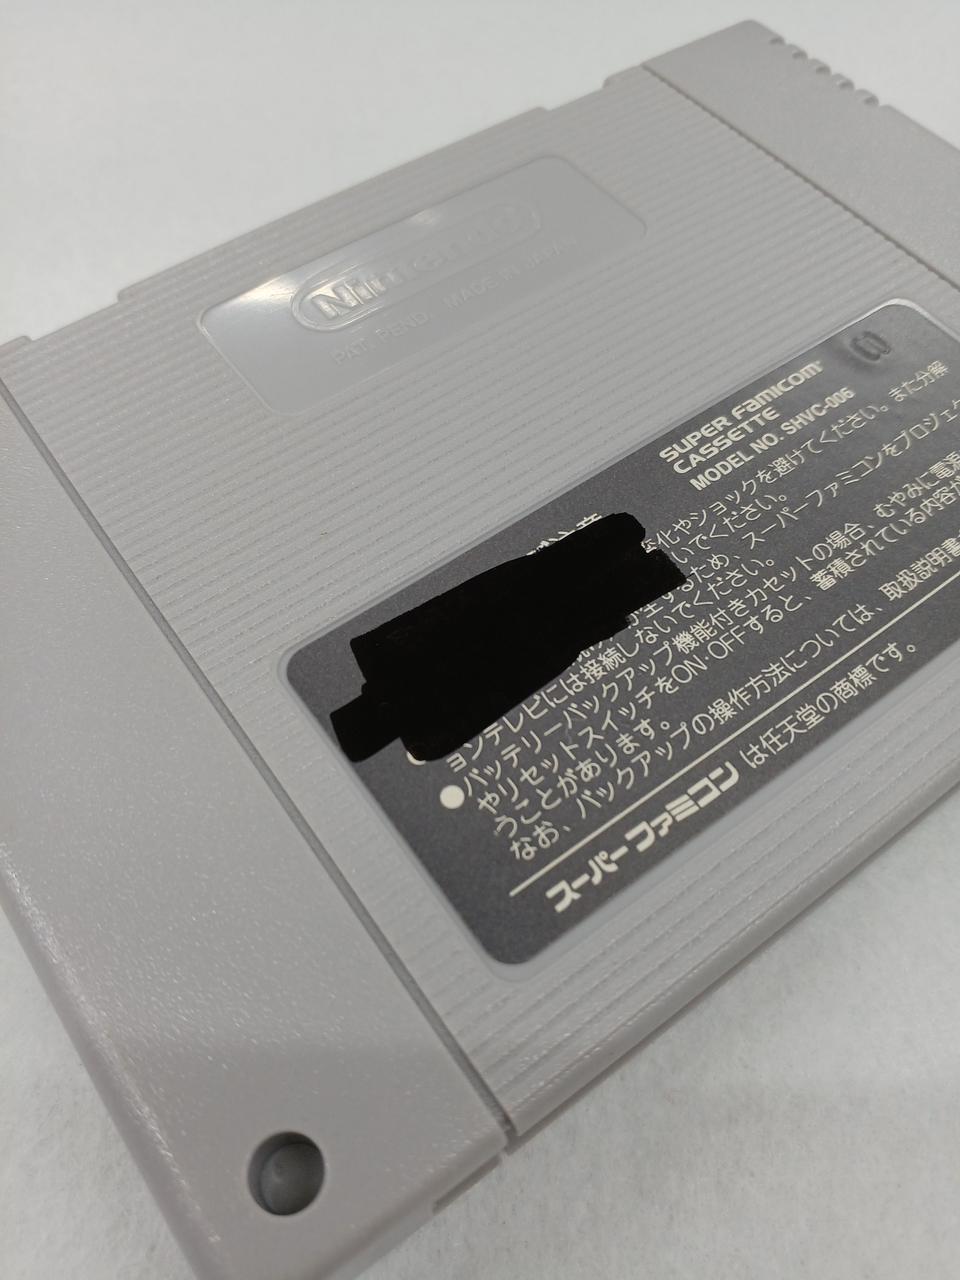 Nintendo
PAT. PEND. MADE IN JAPAN
SUPER FAMICOM
CASSETTE
MODEL NO. SHVC-006
化やショックを避けてください。また分解
いでください。
するため、スーパーファミコンをプロジェク
ョンテレビには接続しないでください。
●バッテリーバックアップ機能付きカセットの場合、むやみに電源
やリセットスイッチをON・OFFすると、蓄積されている内容が
うことがあります。
なお、バックアップの操作方法については、取扱説明書
スーパーファミコン は任天堂の商標です。